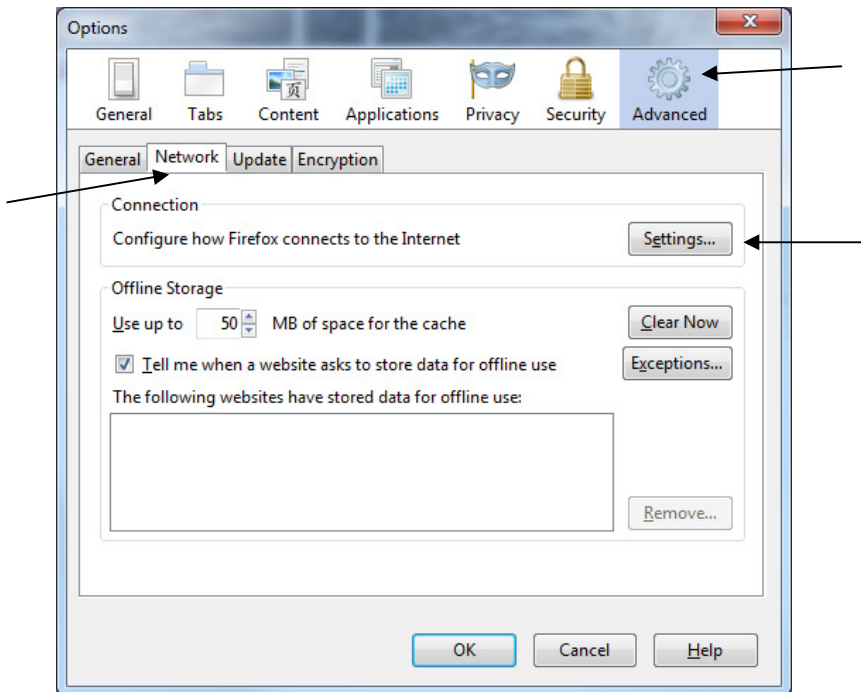 Options
General Tabs Content Applications Privacy Security Advanced
General Network Update Encryption
Connection
Configure how Firefox connects to the Internet Settings...
Offline Storage
Use up to 50 MB of space for the cache Clear Now
Tell me when a website asks to store data for offline use Exceptions...
The following websites have stored data for offline use:
Remove...
OK Cancel Help
页